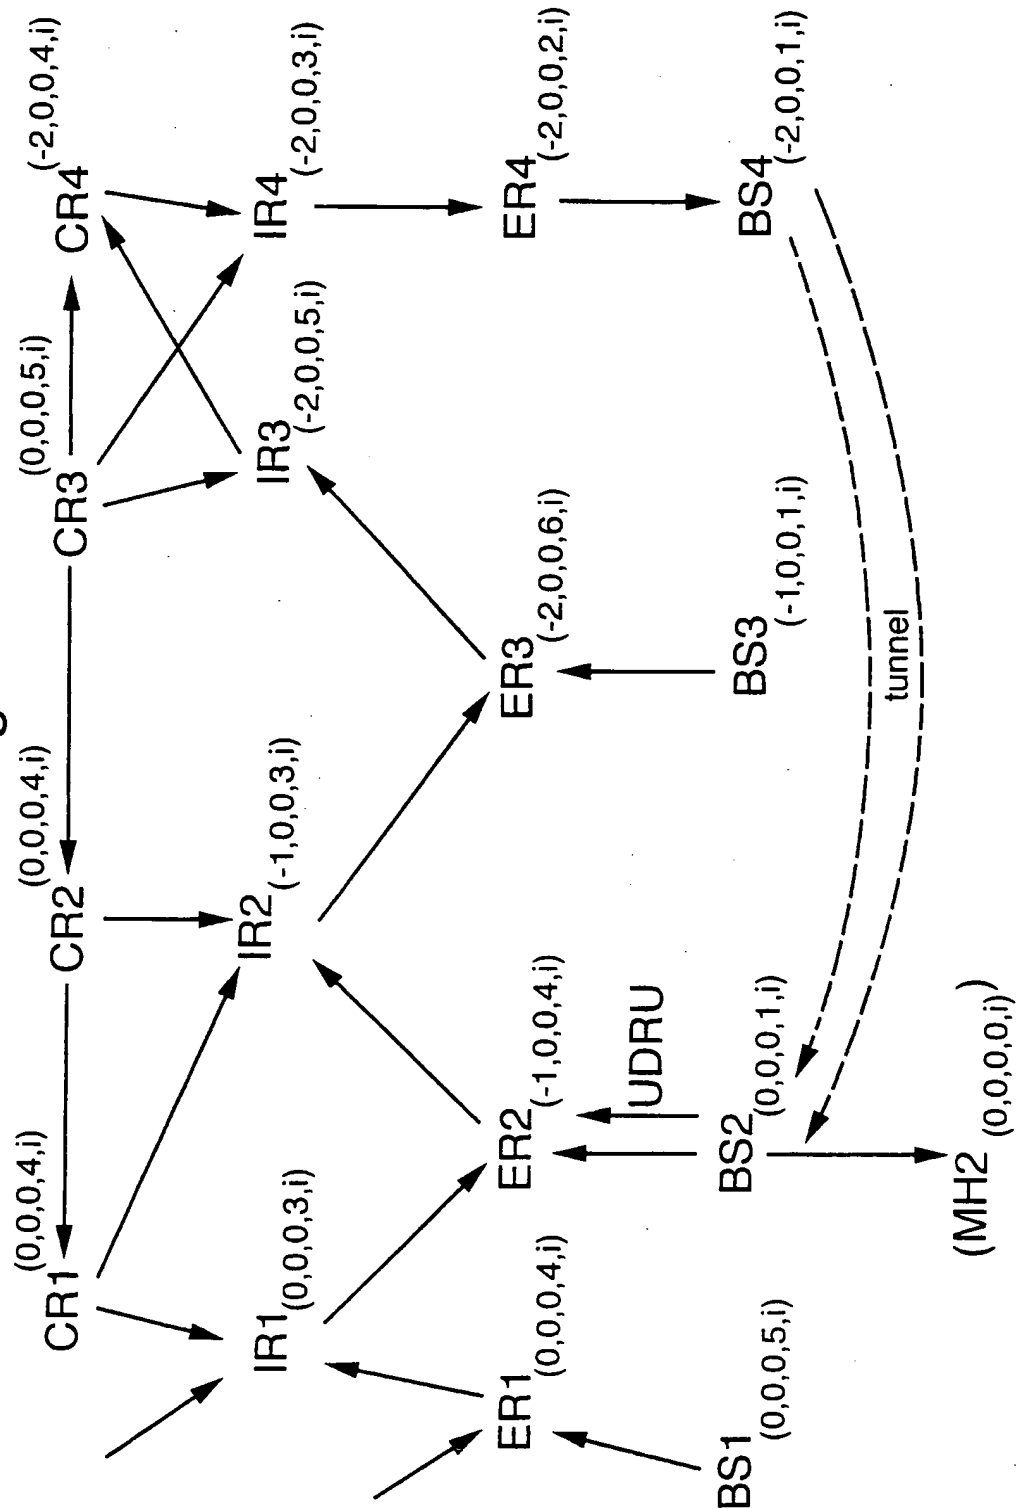 CR1 (0,0,0,4,i)
CR2 (0,0,0,4,i)
CR3 (0,0,0,5,i)
CR4 (-2,0,0,4,i)
IR1 (0,0,0,3,i)
IR2 (-1,0,0,3,i)
IR3 (-2,0,0,5,i)
IR4 (-2,0,0,3,i)
ER1 (0,0,0,4,i)
ER2 (-1,0,0,4,i)
ER3 (-2,0,0,6,i)
ER4 (-2,0,0,2,i)
UDRU
BS1 (0,0,0,5,i)
BS2 (0,0,0,1,i)
BS3 (-1,0,0,1,i)
BS4 (-2,0,0,1,i)
tunnel
(MH2 (0,0,0,0,i))